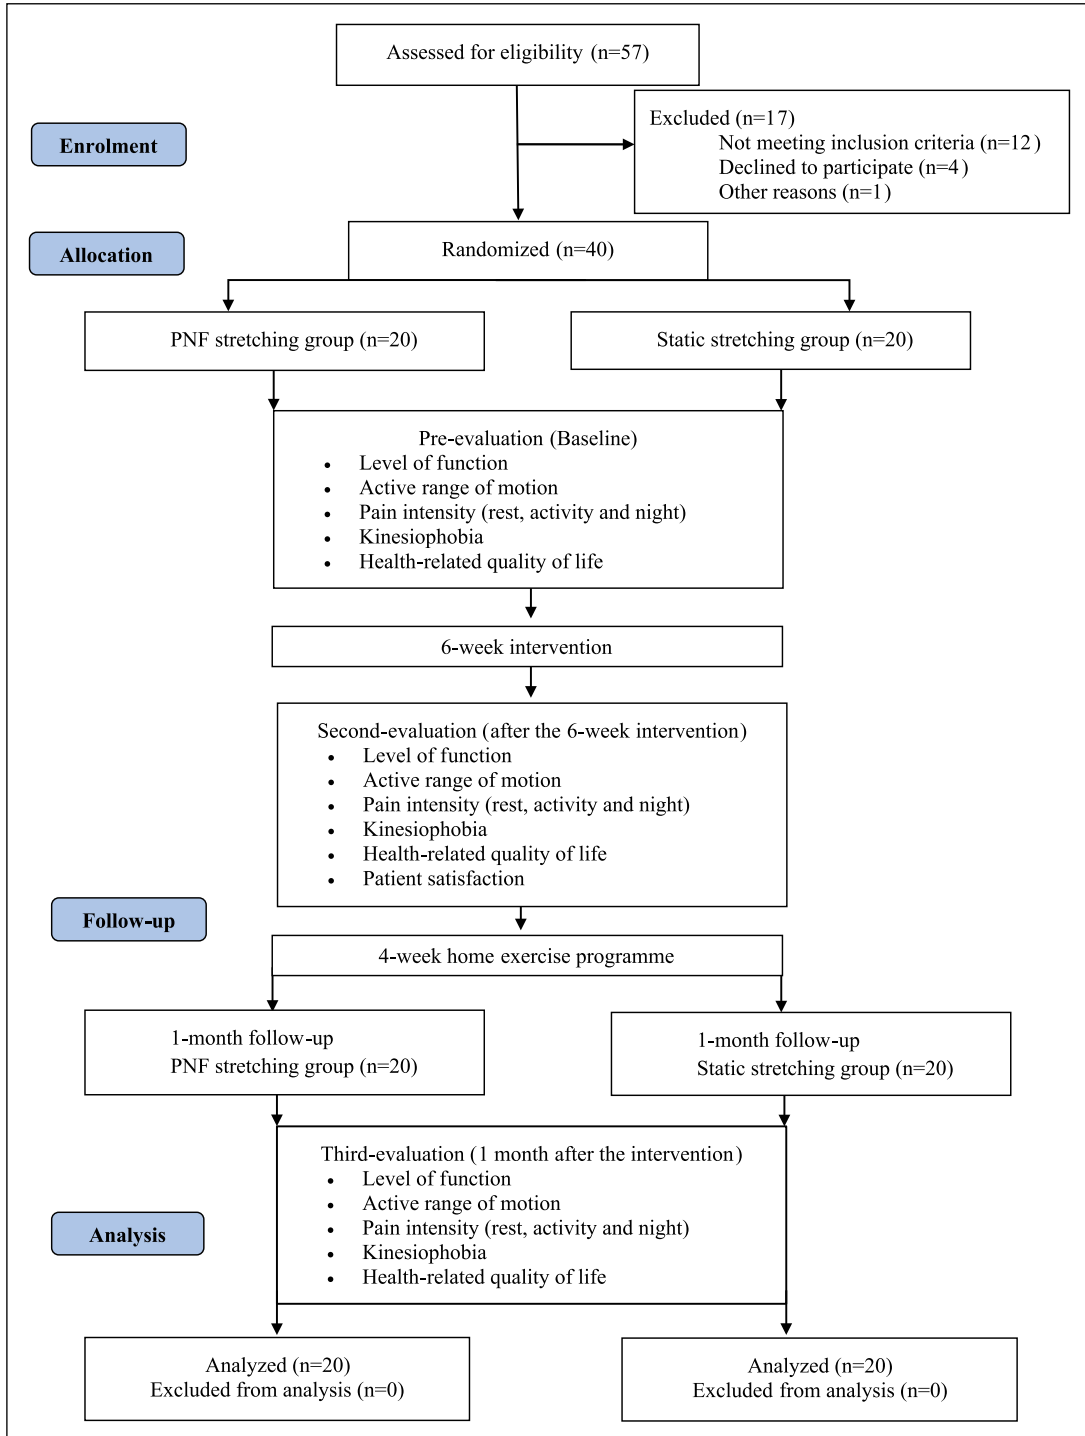 Assessed for eligibility (n=57)
Enrolment
Excluded (n=17)
Not meeting inclusion criteria (n=12)
Declined to participate (n=4)
Other reasons (n=1)
Allocation
Randomized (n=40)
PNF stretching group (n=20)
Static stretching group (n=20)
Pre-evaluation (Baseline)
• Level of function
• Active range of motion
• Pain intensity (rest, activity and night)
• Kinesiophobia
• Health-related quality of life
6-week intervention
Second-evaluation (after the 6-week intervention)
• Level of function
• Active range of motion
• Pain intensity (rest, activity and night)
• Kinesiophobia
• Health-related quality of life
• Patient satisfaction
Follow-up
4-week home exercise programme
1-month follow-up
PNF stretching group (n=20)
1-month follow-up
Static stretching group (n=20)
Third-evaluation (1 month after the intervention)
• Level of function
• Active range of motion
• Pain intensity (rest, activity and night)
• Kinesiophobia
• Health-related quality of life
Analysis
Analyzed (n=20)
Excluded from analysis (n=0)
Analyzed (n=20)
Excluded from analysis (n=0)